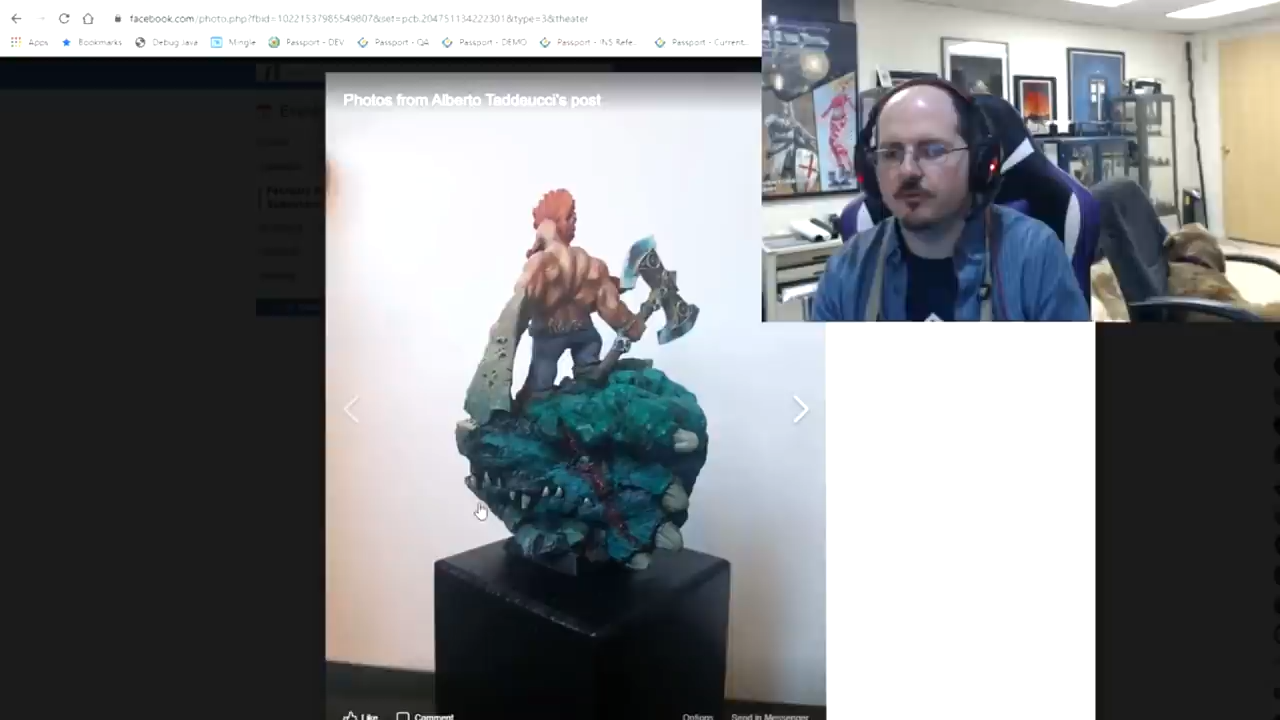 facebook.com/photo.php?fbid=10221537985549807&set=pcb.2047511342223​01&type=3&theater
Apps Bookmarks Debug Java Mingle Passport - DEV Passport - QA Passport - DEMO Passport - INS Refe... Passport - Current...
Photos from Alberto Taddeucci's post
Like Comment Options Send in Messenger